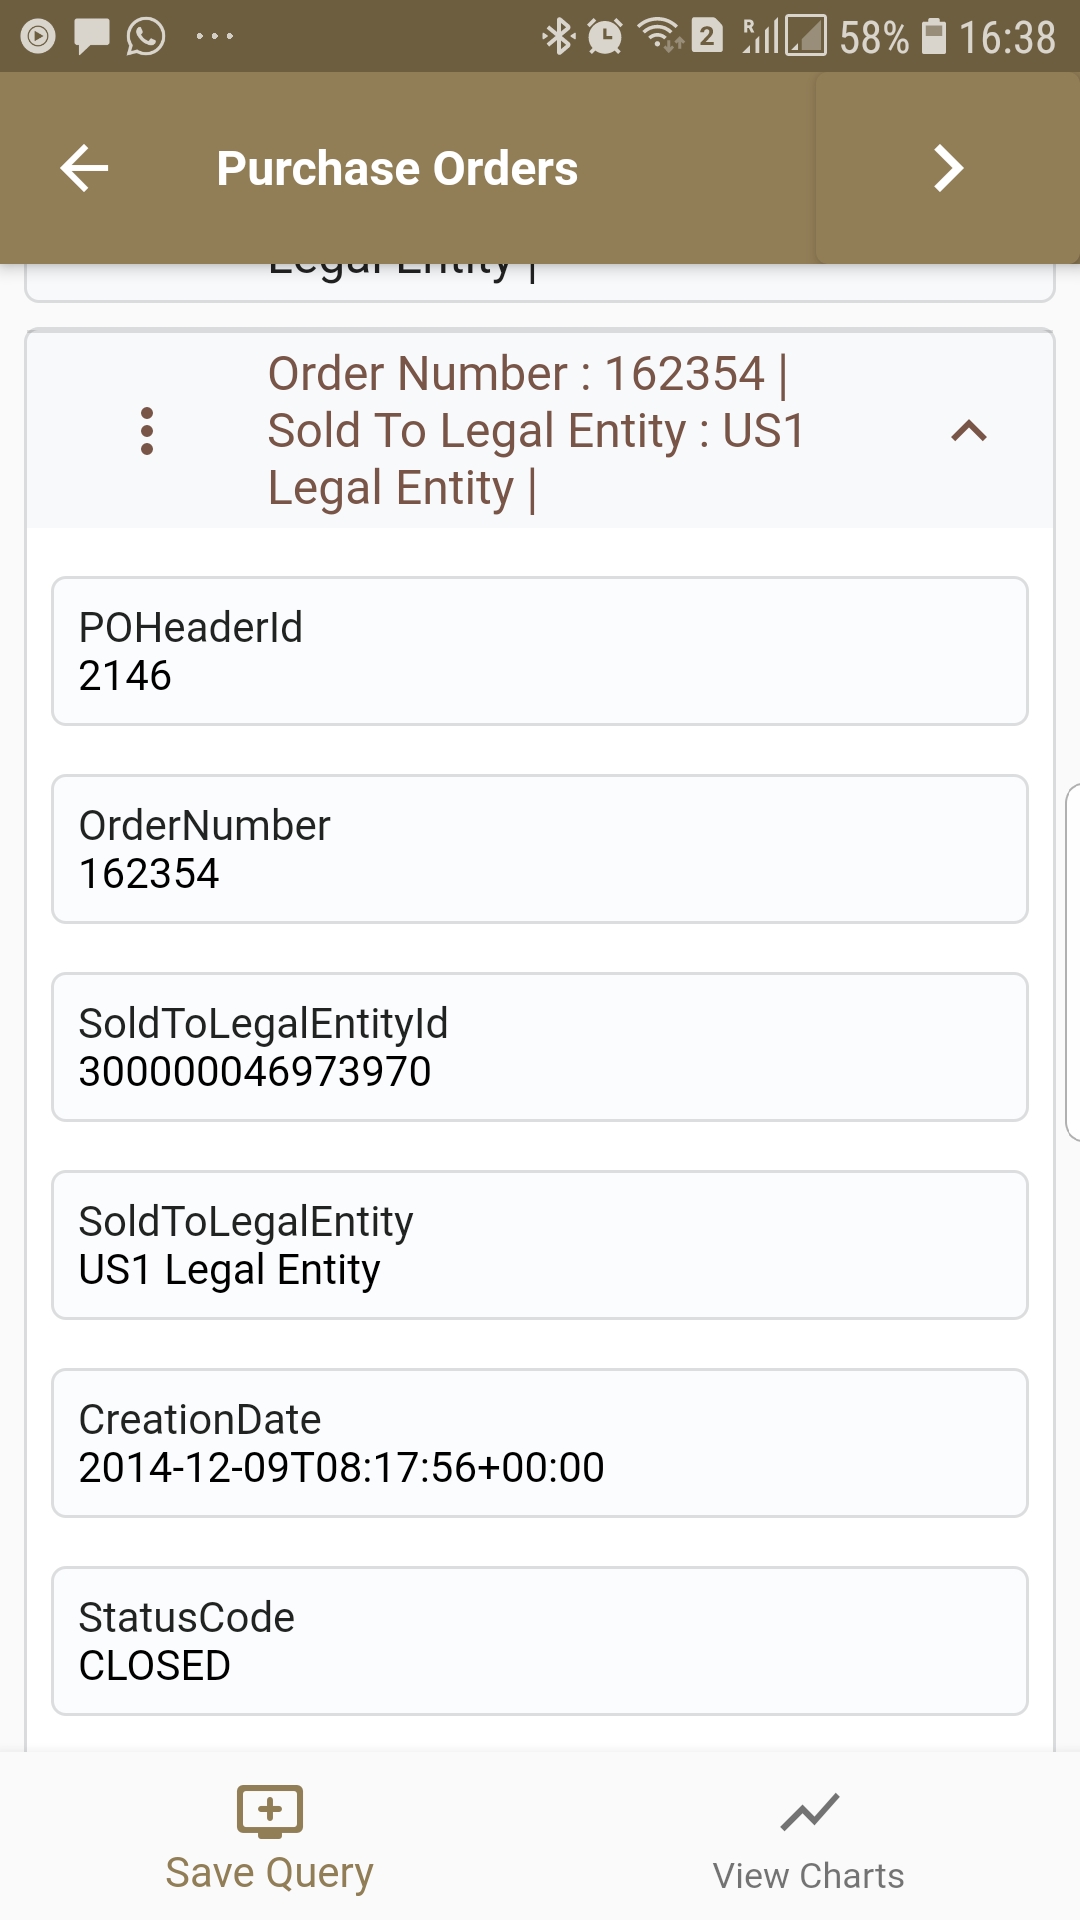 58% 16:38
Purchase Orders
Legal Entity |
Order Number : 162354 |
Sold To Legal Entity : US1
Legal Entity |
POHeaderId
2146
OrderNumber
162354
SoldToLegalEntityId
300000046973970
SoldToLegalEntity
US1 Legal Entity
CreationDate
2014-12-09T08:17:56+00:00
StatusCode
CLOSED
Save Query
View Charts